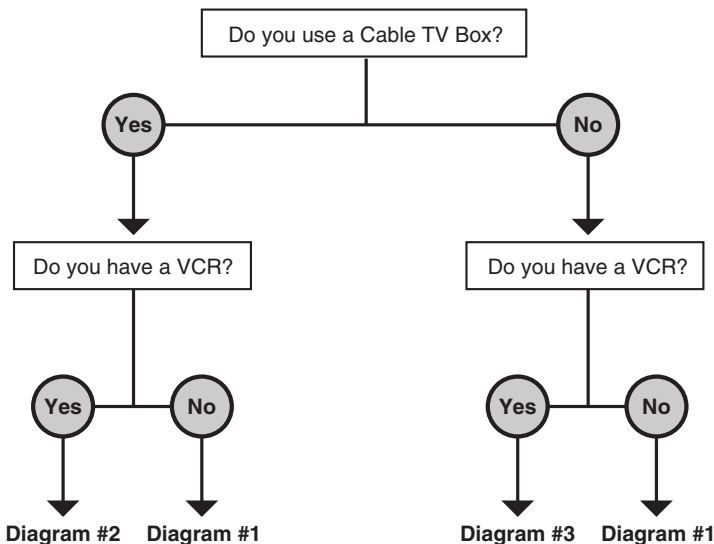 Do you use a Cable TV Box?
Yes
No
Do you have a VCR?
Do you have a VCR?
Yes
No
Yes
No
Diagram #2
Diagram #1
Diagram #3
Diagram #1